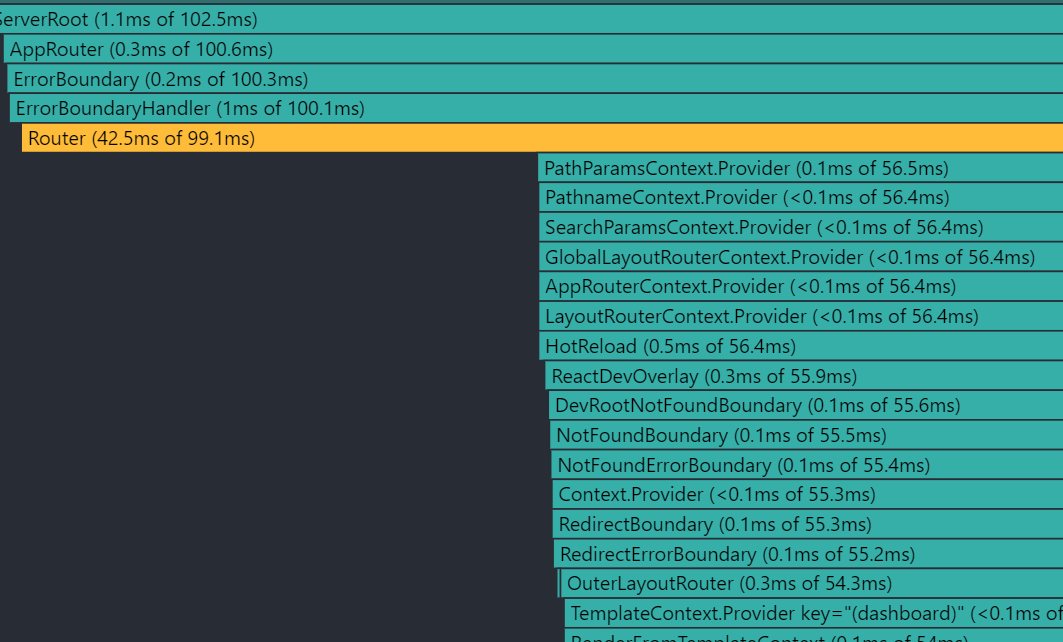 ServerRoot (1.1ms of 102.5ms)
AppRouter (0.3ms of 100.6ms)
ErrorBoundary (0.2ms of 100.3ms)
ErrorBoundaryHandler (1ms of 100.1ms)
Router (42.5ms of 99.1ms)
PathParamsContext.Provider (0.1ms of 56.5ms)
PathnameContext.Provider (<0.1ms of 56.4ms)
SearchParamsContext.Provider (<0.1ms of 56.4ms)
GlobalLayoutRouterContext.Provider (<0.1ms of 56.4ms)
AppRouterContext.Provider (<0.1ms of 56.4ms)
LayoutRouterContext.Provider (<0.1ms of 56.4ms)
HotReload (0.5ms of 56.4ms)
ReactDevOverlay (0.3ms of 55.9ms)
DevRootNotFoundBoundary (0.1ms of 55.6ms)
NotFoundBoundary (0.1ms of 55.5ms)
NotFoundErrorBoundary (0.1ms of 55.4ms)
Context.Provider (<0.1ms of 55.3ms)
RedirectBoundary (0.1ms of 55.3ms)
RedirectErrorBoundary (0.1ms of 55.2ms)
OuterLayoutRouter (0.3ms of 54.3ms)
TemplateContext.Provider key="(dashboard)" (<0.1ms of
RenderFromTemplateContext (0.1ms of 54ms)